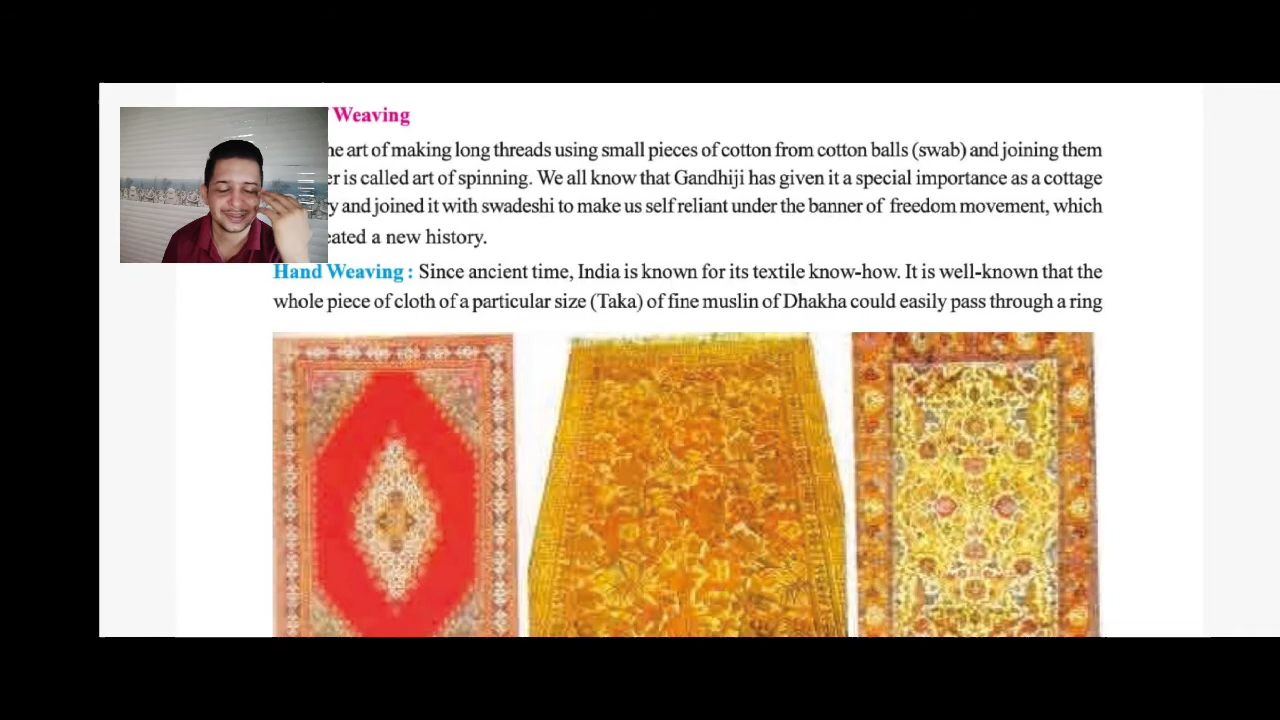 Weaving
art of making long threads using small pieces of cotton from cotton balls (swab) and joining them
is called art of spinning. We all know that Gandhiji has given it a special importance as a cottage
and joined it with swadeshi to make us self reliant under the banner of freedom movement, which
a new history.
Hand Weaving : Since ancient time, India is known for its textile know-how. It is well-known that the
whole piece of cloth of a particular size (Taka) of fine muslin of Dhakha could easily pass through a ring